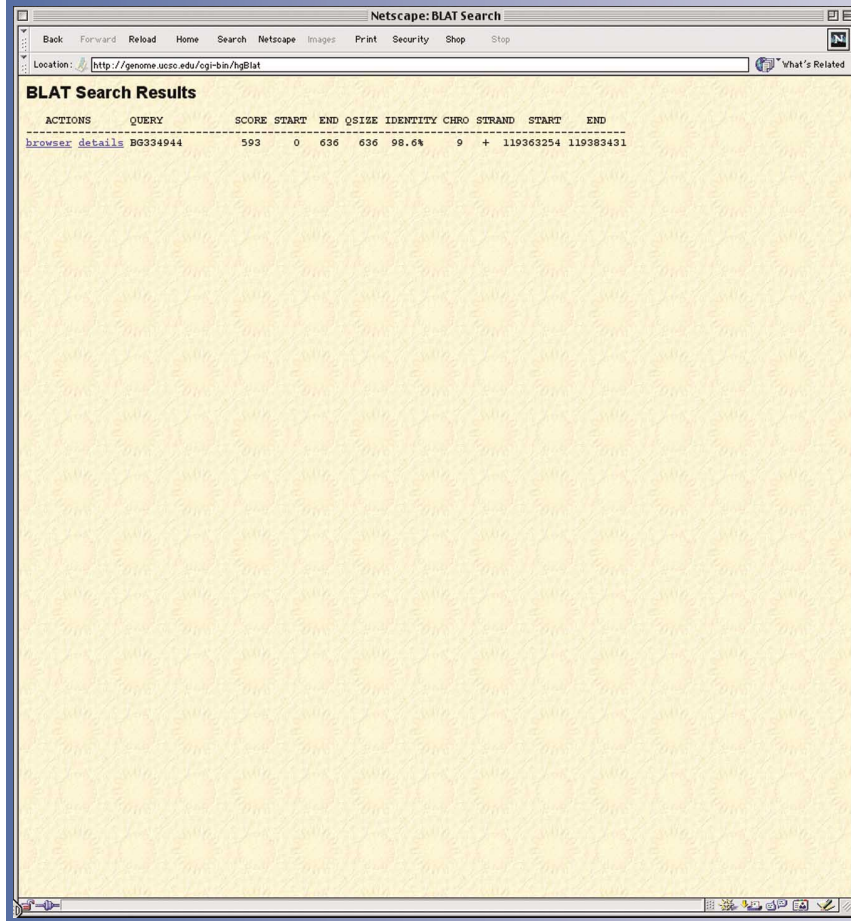 Netscape: BLAT Search
Back Forward Reload Home Search Netscape Images Print Security Shop Stop
N
Location: http://genome.ucsc.edu/cgi-bin/hgBlat What's Related
BLAT Search Results
ACTIONS QUERY SCORE START END QSIZE IDENTITY CHRO STRAND START END
---------------------------------------------------------------------------------------------------
browser details BG334944 593 0 636 636 98.6% 9 + 119363254 119383431